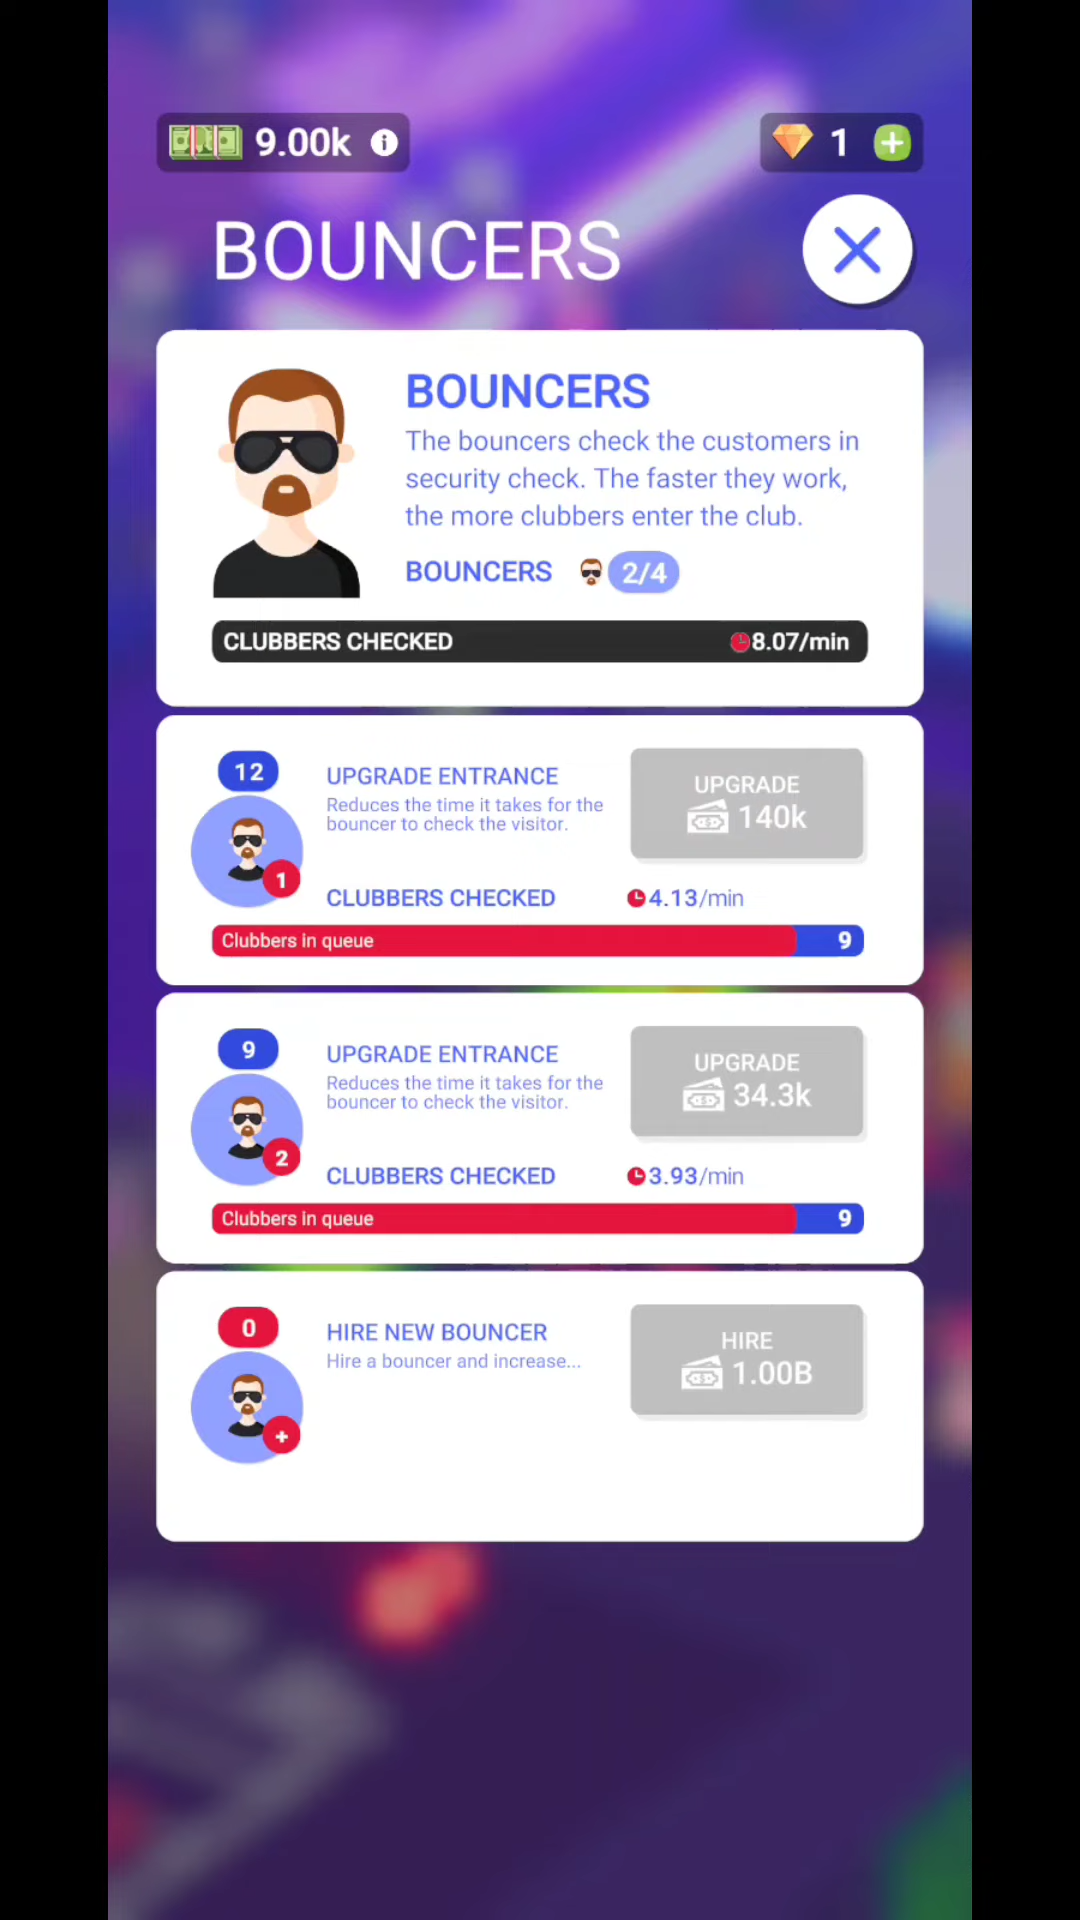 9.00k
1
BOUNCERS
BOUNCERS
The bouncers check the customers in
security check. The faster they work,
the more clubbers enter the club.
BOUNCERS 2/4
CLUBBERS CHECKED 8.07/min
12
UPGRADE ENTRANCE
Reduces the time it takes for the
bouncer to check the visitor.
UPGRADE
140k
1
CLUBBERS CHECKED 4.13/min
Clubbers in queue 9
9
UPGRADE ENTRANCE
Reduces the time it takes for the
bouncer to check the visitor.
UPGRADE
34.3k
2
CLUBBERS CHECKED 3.93/min
Clubbers in queue 9
0
HIRE NEW BOUNCER
Hire a bouncer and increase...
HIRE
1.00B
+